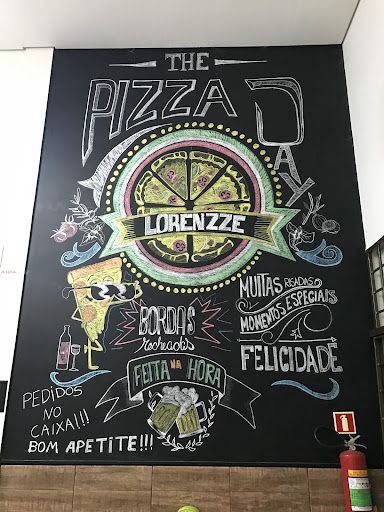 THE
PIZZA
DAY
LORENZZE
BORDAS
Recheadas
MUITAS RISADAS
MOMENTOS ESPECIAIS
FELICIDADE
FEITA NA HORA
PEDIDOS
NO
CAIXA!!
BOM APETITE!!!